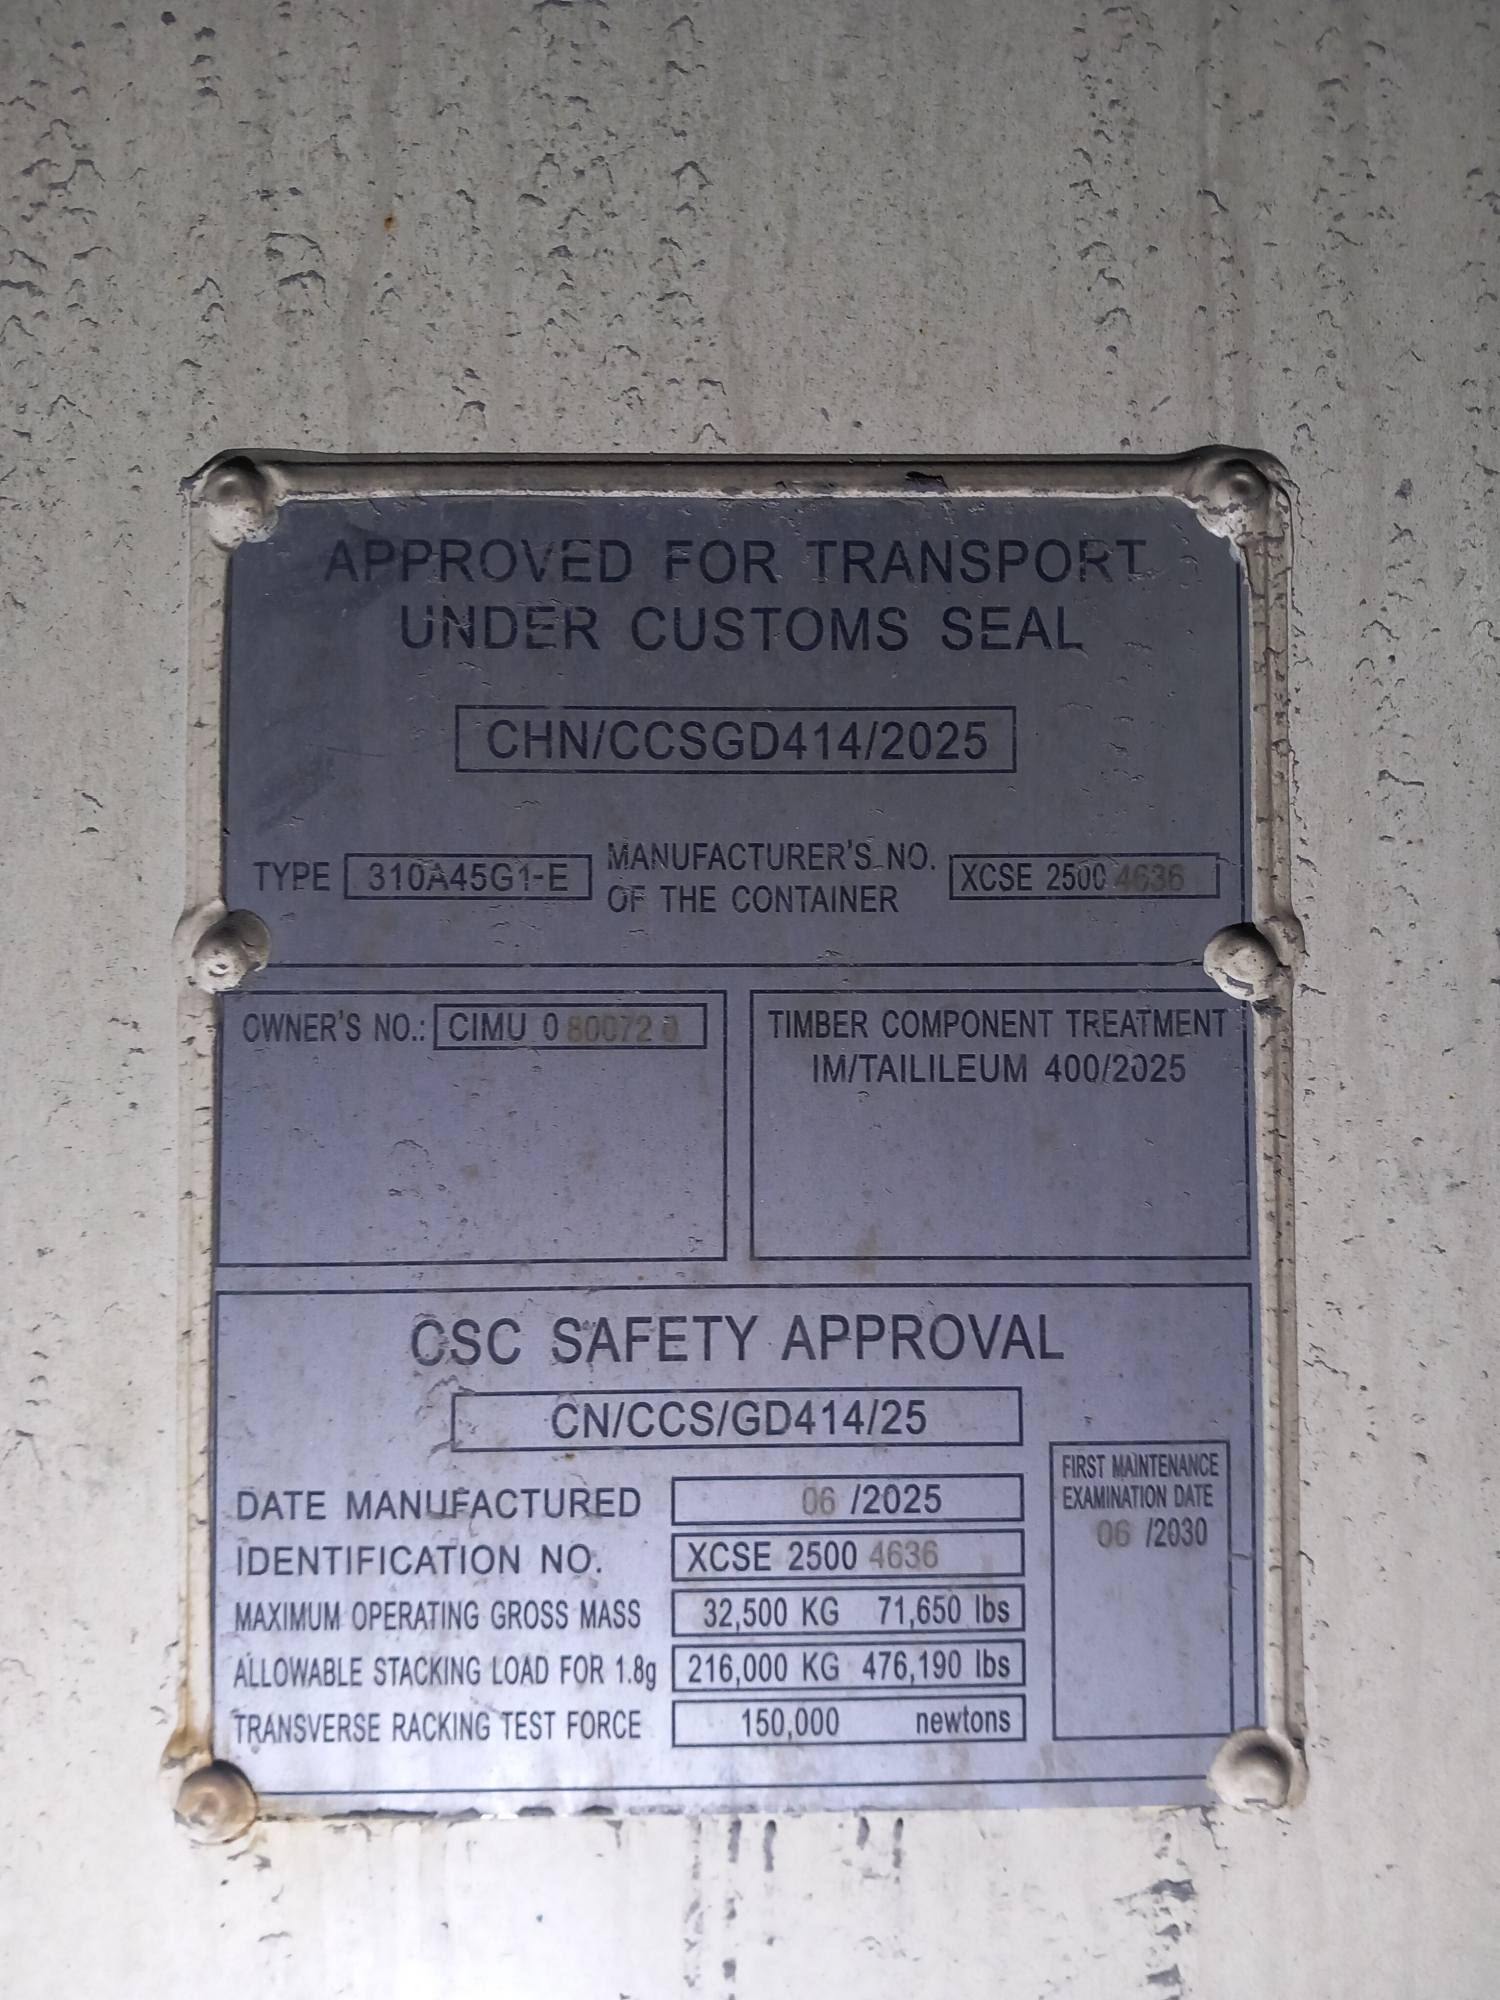 APPROVED FOR TRANSPORT
UNDER CUSTOMS SEAL
CHN/CCSGD414/2025
TYPE 310A45G1-E MANUFACTURER'S NO. OF THE CONTAINER XCSE 2500 4636
OWNER'S NO.: CIMU 0 80072
TIMBER COMPONENT TREATMENT
IM/TAILILEUM 400/2025
CSC SAFETY APPROVAL
CN/CCS/GD414/25
DATE MANUFACTURED 06 /2025
IDENTIFICATION NO. XCSE 2500 4636
MAXIMUM OPERATING GROSS MASS 32,500 KG 71,650 lbs
ALLOWABLE STACKING LOAD FOR 1.8g 216,000 KG 476,190 lbs
TRANSVERSE RACKING TEST FORCE 150,000 newtons
FIRST MAINTENANCE
EXAMINATION DATE
06 /2030